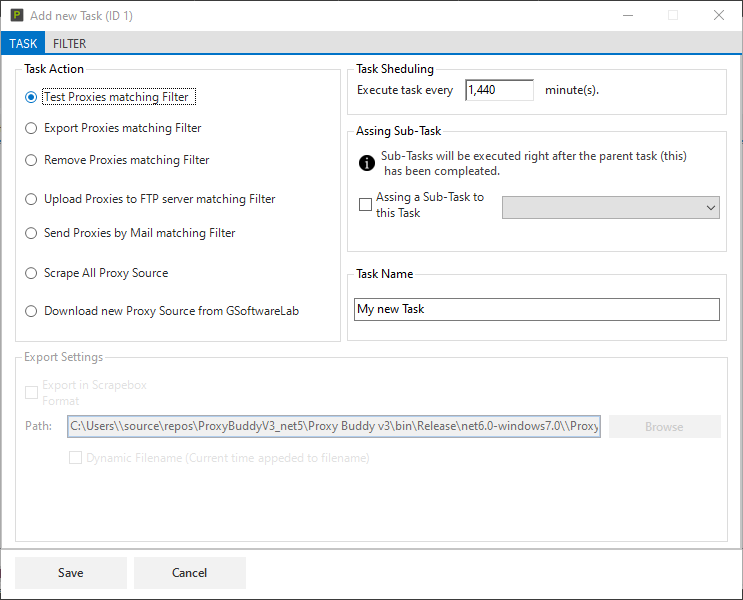 Add new Task (ID 1)
TASK FILTER
Task Action
Test Proxies matching Filter
Export Proxies matching Filter
Remove Proxies matching Filter
Upload Proxies to FTP server matching Filter
Send Proxies by Mail matching Filter
Scrape All Proxy Source
Download new Proxy Source from GSoftwareLab
Task Sheduling
Execute task every 1,440 minute(s).
Assing Sub-Task
Sub-Tasks will be executed right after the parent task (this)
has been compleated.
Assing a Sub-Task to
this Task
Task Name
My new Task
Export Settings
Export in Scrapebox
Format
Path: C:\Users\\source\repos\ProxyBuddyV3_net5\Proxy Buddy v3\bin\Release\net6.0-windows7.0\\Proxy Browse
Dynamic Filename (Current time appeded to filename)
Save Cancel